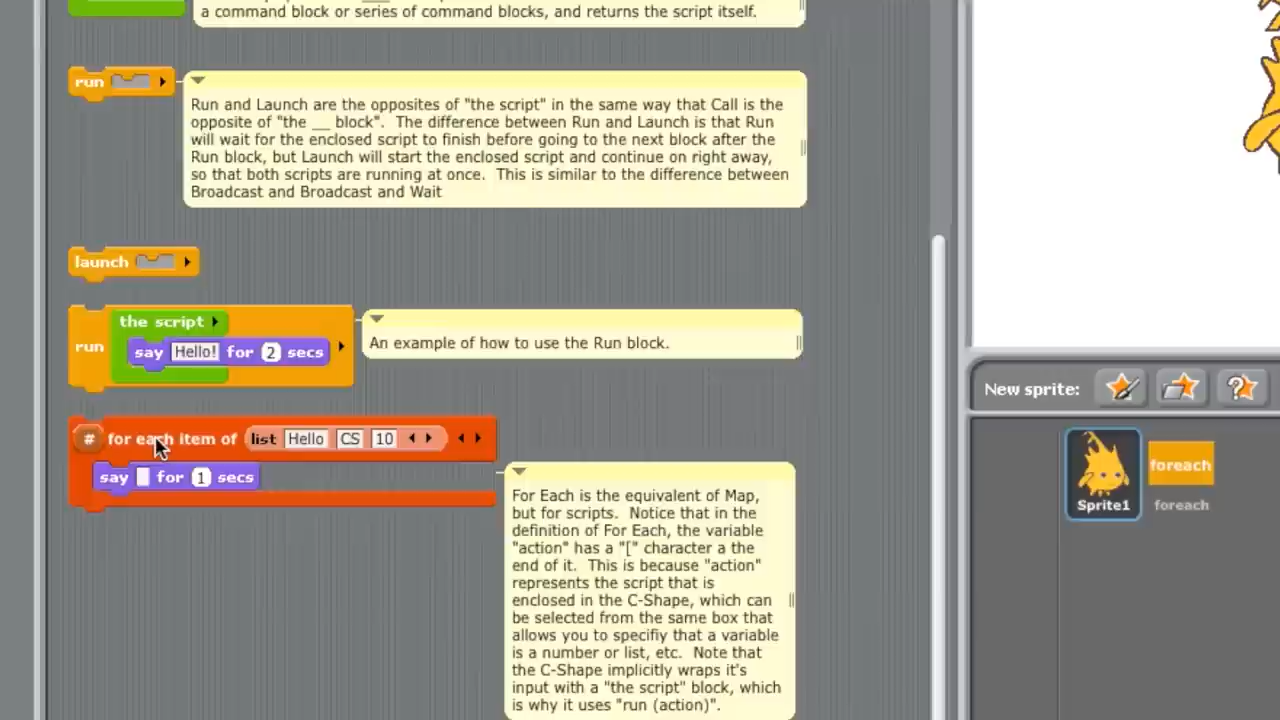 a command block or series of command blocks, and returns the script itself.
run
Run and Launch are the opposites of "the script" in the same way that Call is the
opposite of "the __ block".  The difference between Run and Launch is that Run
will wait for the enclosed script to finish before going to the next block after the
Run block, but Launch will start the enclosed script and continue on right away,
so that both scripts are running at once.  This is similar to the difference between
Broadcast and Broadcast and Wait
launch
run
the script
say Hello! for 2 secs
An example of how to use the Run block.
# for each item of list Hello CS 10
say for 1 secs
For Each is the equivalent of Map,
but for scripts.  Notice that in the
definition of For Each, the variable
"action" has a "[" character a the
end of it.  This is because "action"
represents the script that is
enclosed in the C-Shape, which can
be selected from the same box that
allows you to specifiy that a variable
is a number or list, etc.  Note that
the C-Shape implicitly wraps it's
input with a "the script" block, which
is why it uses "run (action)".
New sprite:
foreach
Sprite1
foreach